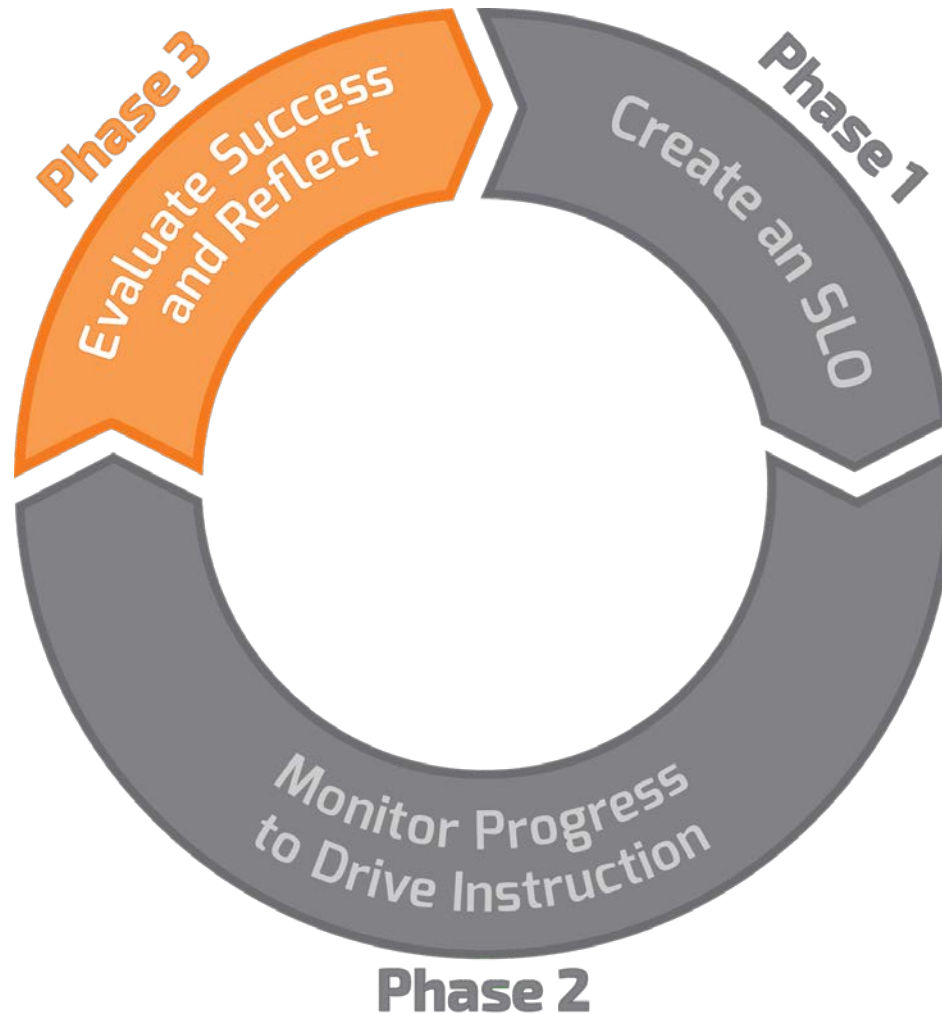 Phase 1
Create an SLO
Phase 2
Monitor Progress
to Drive Instruction
Phase 3
Evaluate Success
and Reflect